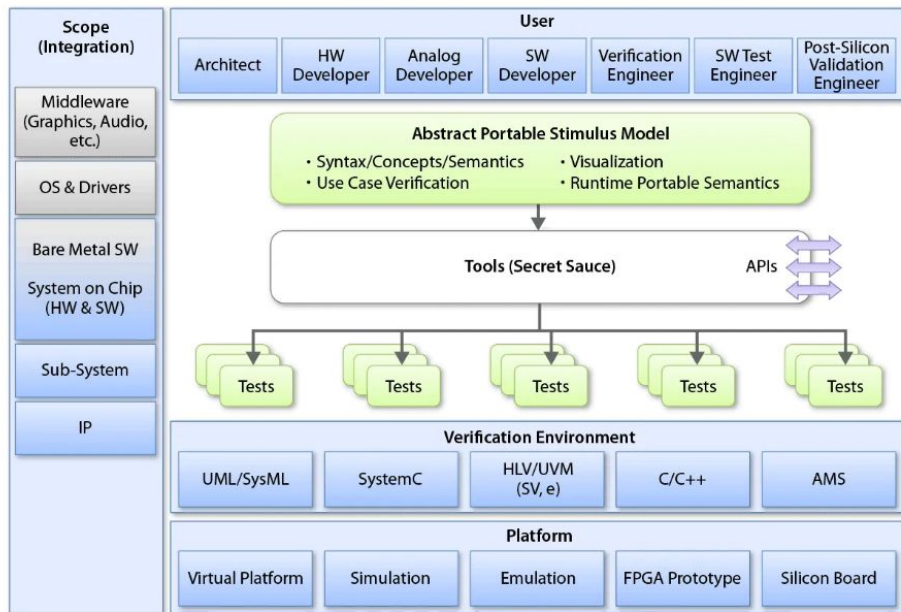 Scope
(Integration)
Middleware
(Graphics, Audio,
etc.)
OS & Drivers
Bare Metal SW
System on Chip
(HW & SW)
Sub-System
IP
User
Architect
HW
Developer
Analog
Developer
SW
Developer
Verification
Engineer
SW Test
Engineer
Post-Silicon
Validation
Engineer
Abstract Portable Stimulus Model
• Syntax/Concepts/Semantics
• Use Case Verification
• Visualization
• Runtime Portable Semantics
Tools (Secret Sauce)
APIs
Tests
Tests
Tests
Tests
Tests
Verification Environment
UML/SysML
SystemC
HLV/UVM
(SV, e)
C/C++
AMS
Platform
Virtual Platform
Simulation
Emulation
FPGA Prototype
Silicon Board